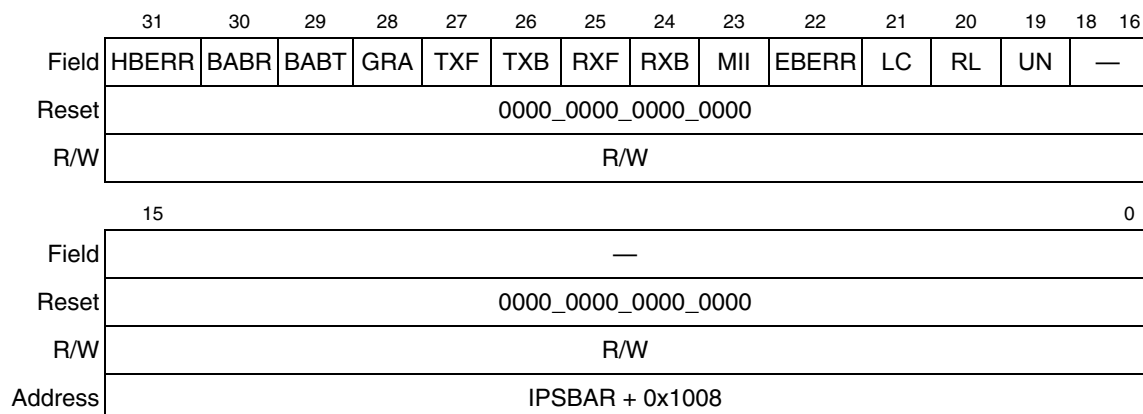 31 30 29 28 27 26 25 24 23 22 21 20 19 18 16
Field HBERR BABR BABT GRA TXF TXB RXF RXB MII EBERR LC RL UN —
Reset 0000_0000_0000_0000
R/W R/W
15 0
Field —
Reset 0000_0000_0000_0000
R/W R/W
Address IPSBAR + 0x1008